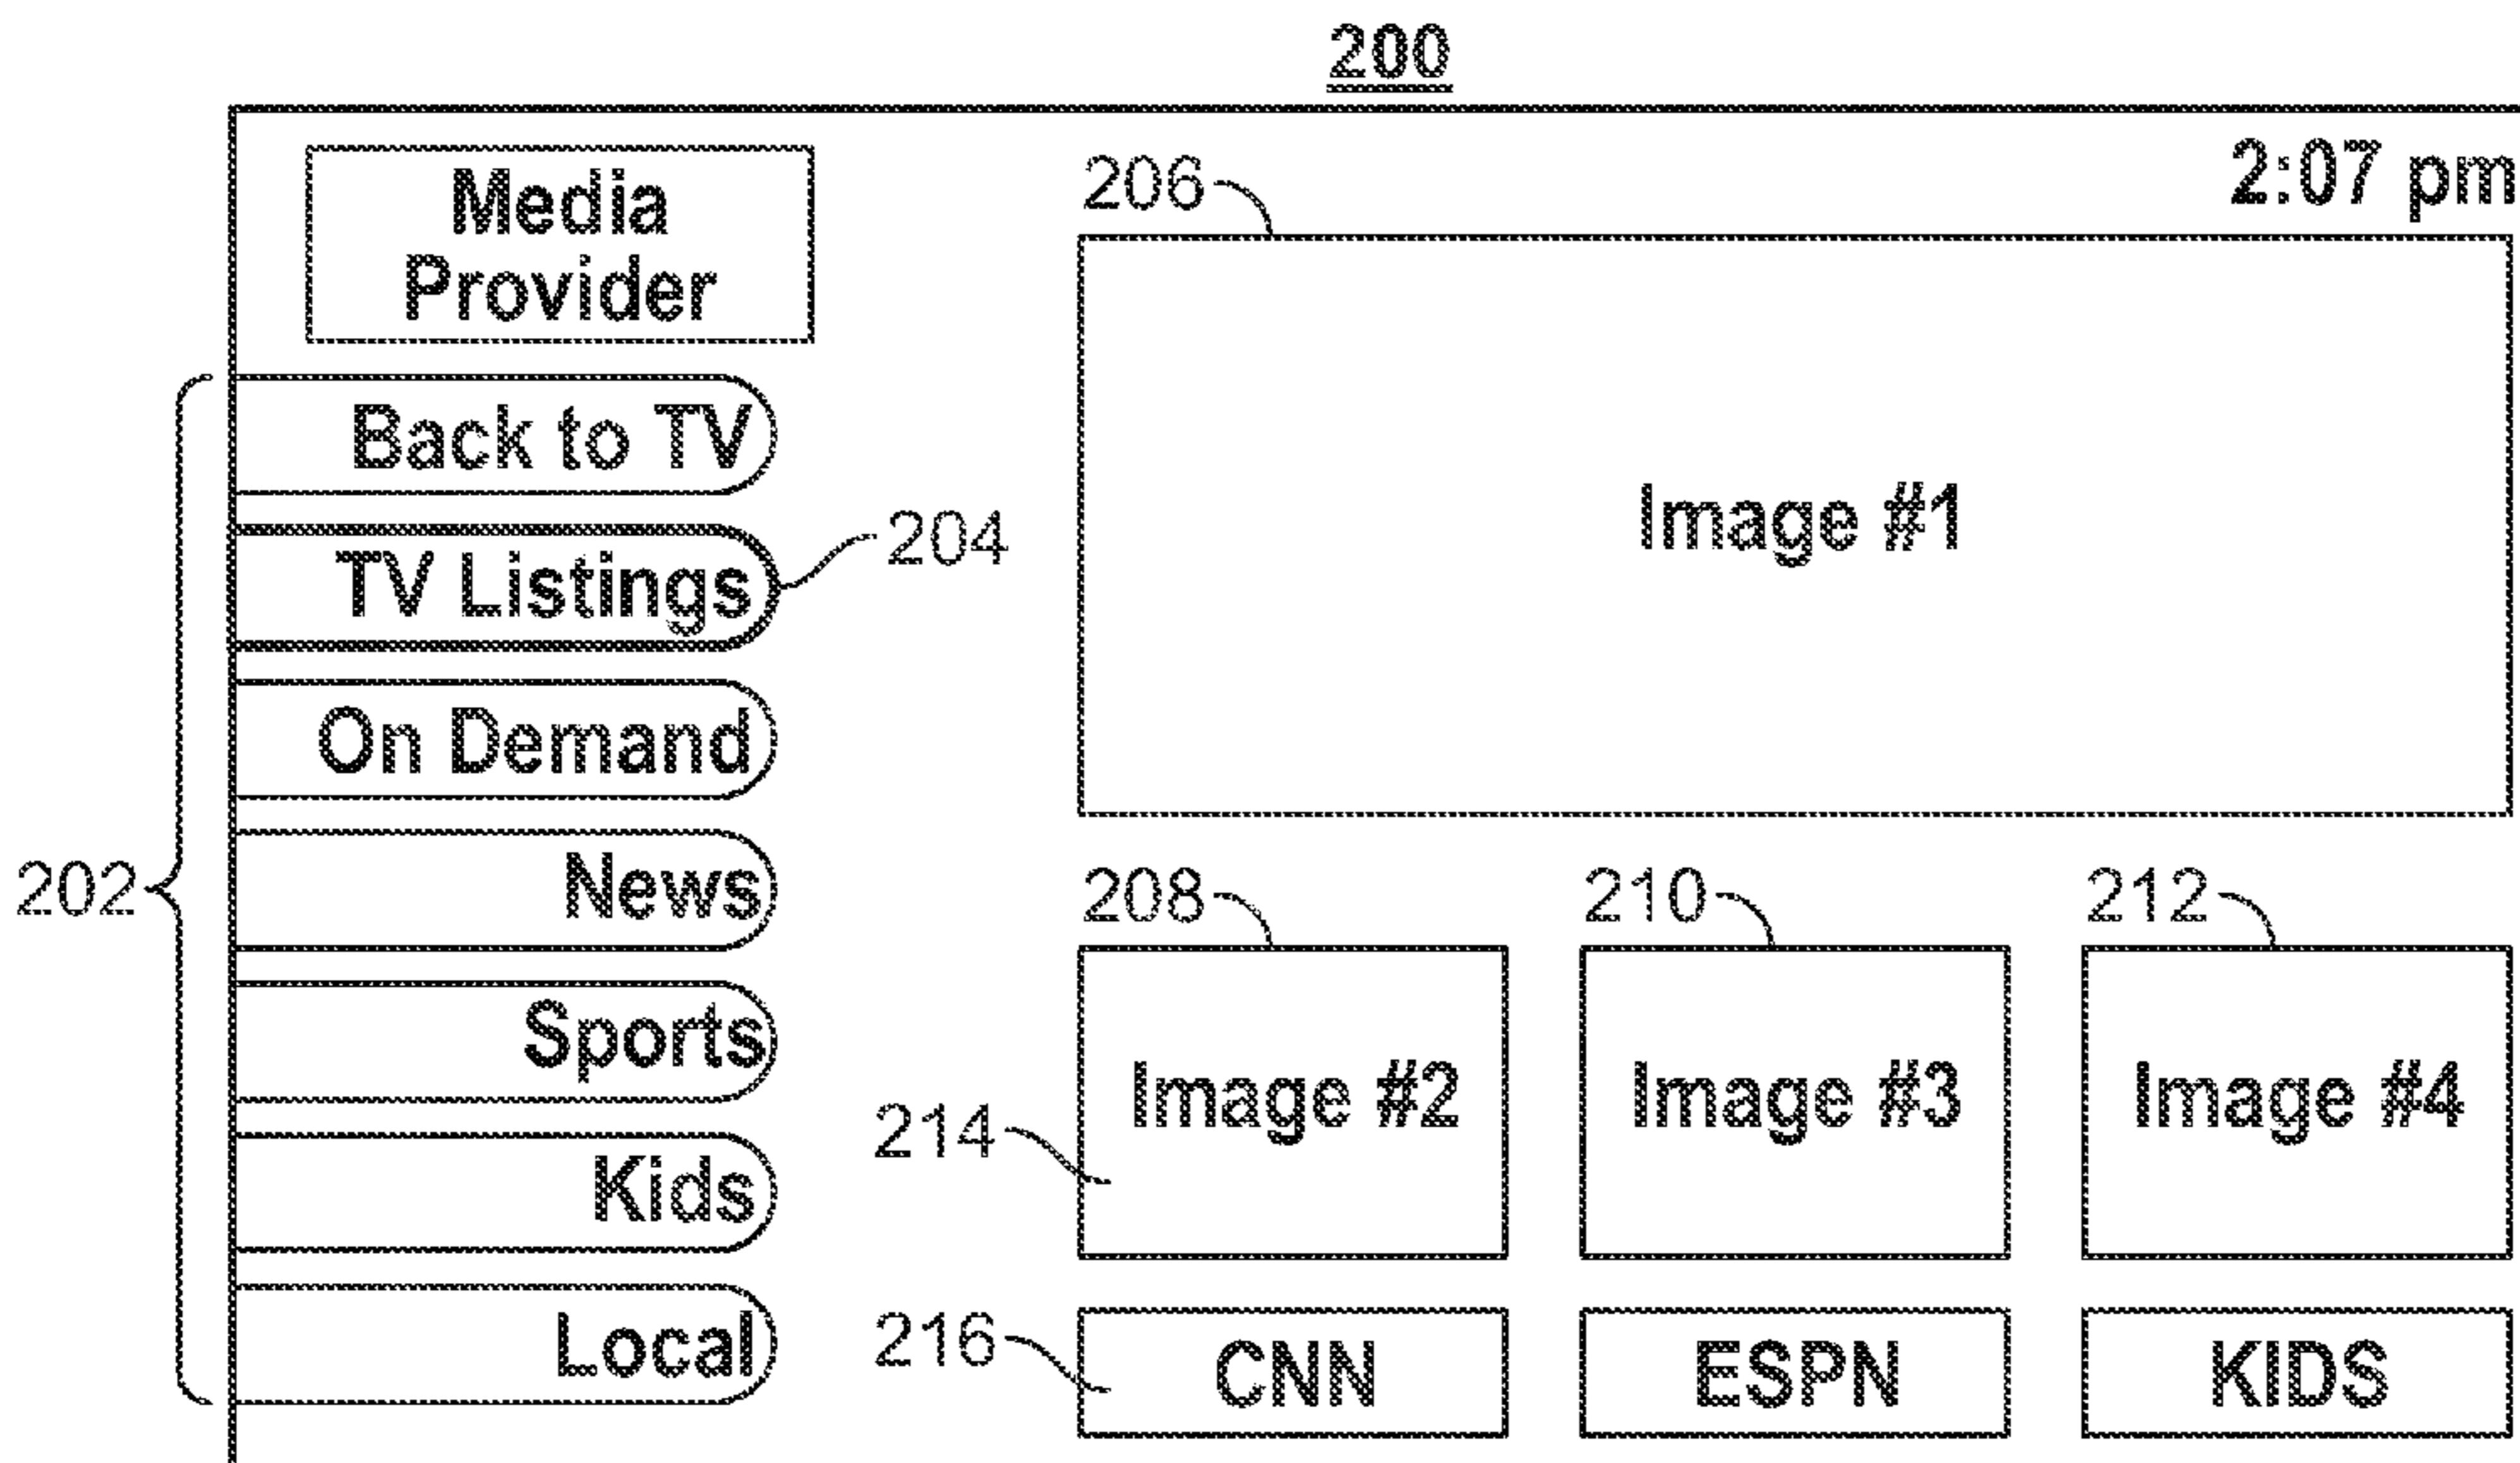 200
2:07 pm
Media
Provider
206
Back to TV
TV Listings
204
Image #1
On Demand
News
202
208
210
212
Sports
Image #2
Image #3
Image #4
214
Kids
Local
216
CNN
ESPN
KIDS